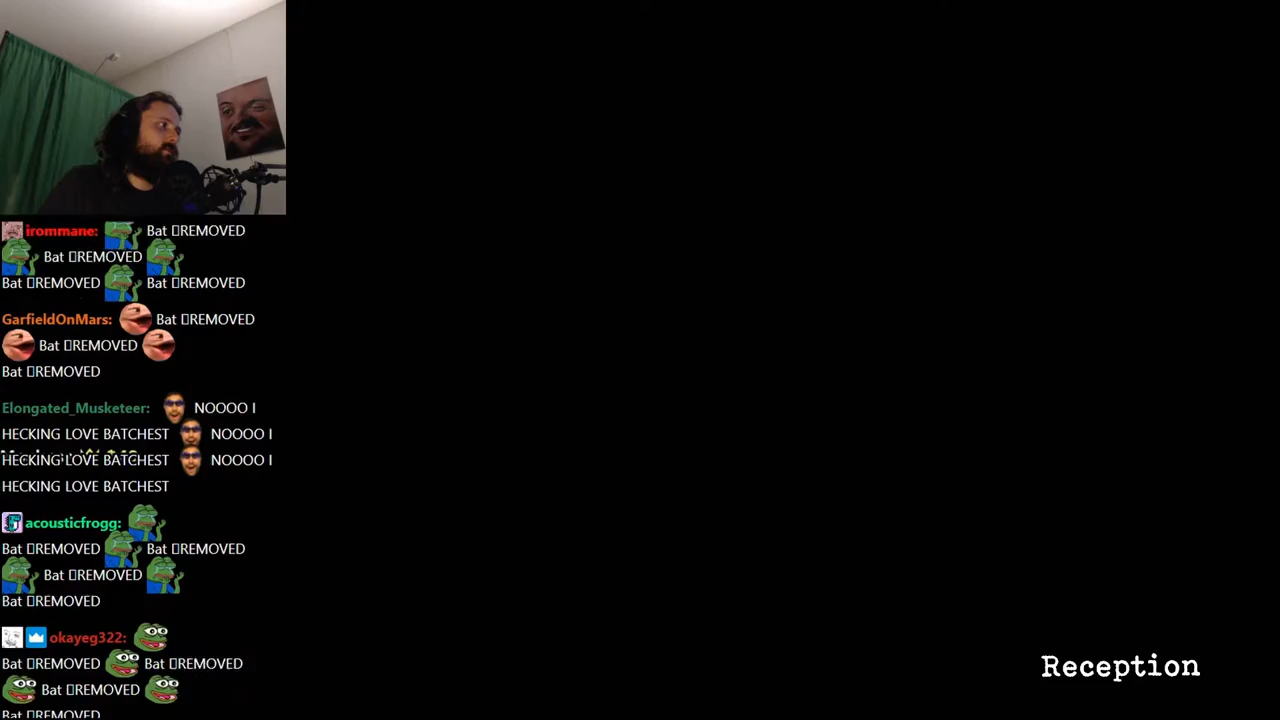 irommane: Bat ▯REMOVED
Bat ▯REMOVED
Bat ▯REMOVED Bat ▯REMOVED
GarfieldOnMars: Bat ▯REMOVED
Bat ▯REMOVED
Bat ▯REMOVED
Elongated_Musketeer: NOOOO I
HECKING LOVE BATCHEST NOOOO I
HECKING LOVE BATCHEST NOOOO I
HECKING LOVE BATCHEST
acousticfrogg:
Bat ▯REMOVED Bat ▯REMOVED
Bat ▯REMOVED
Bat ▯REMOVED
okayeg322:
Bat ▯REMOVED Bat ▯REMOVED
Bat ▯REMOVED
Bat ▯REMOVED
Reception